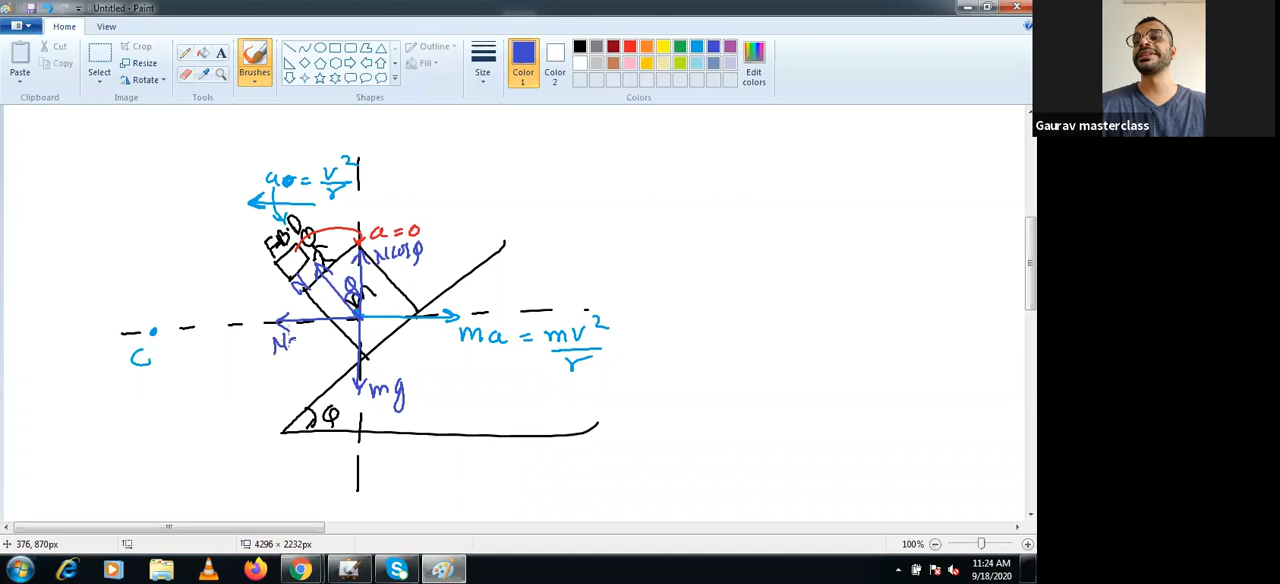 Untitled - Paint
Home View
Paste
Cut
Copy
Clipboard
Select
Crop
Resize
Rotate
Image
A
Tools
Brushes
Shapes
Outline
Fill
Size
Color 1
Color 2
Colors
Edit colors
Gaurav masterclass
= v²/r
F.B.D
a = 0
N cos φ
N
C
ma = mv²/r
mg
φ
376, 870px
4296 × 2232px
100%
11:24 AM
9/18/2020